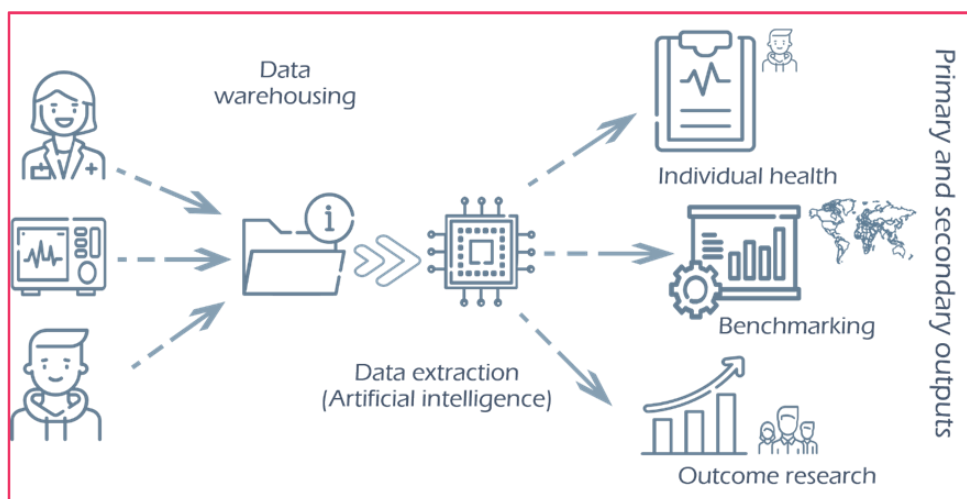 Data
warehousing
Individual health
Benchmarking
Data extraction
(Artificial intelligence)
Outcome research
Primary and secondary outputs